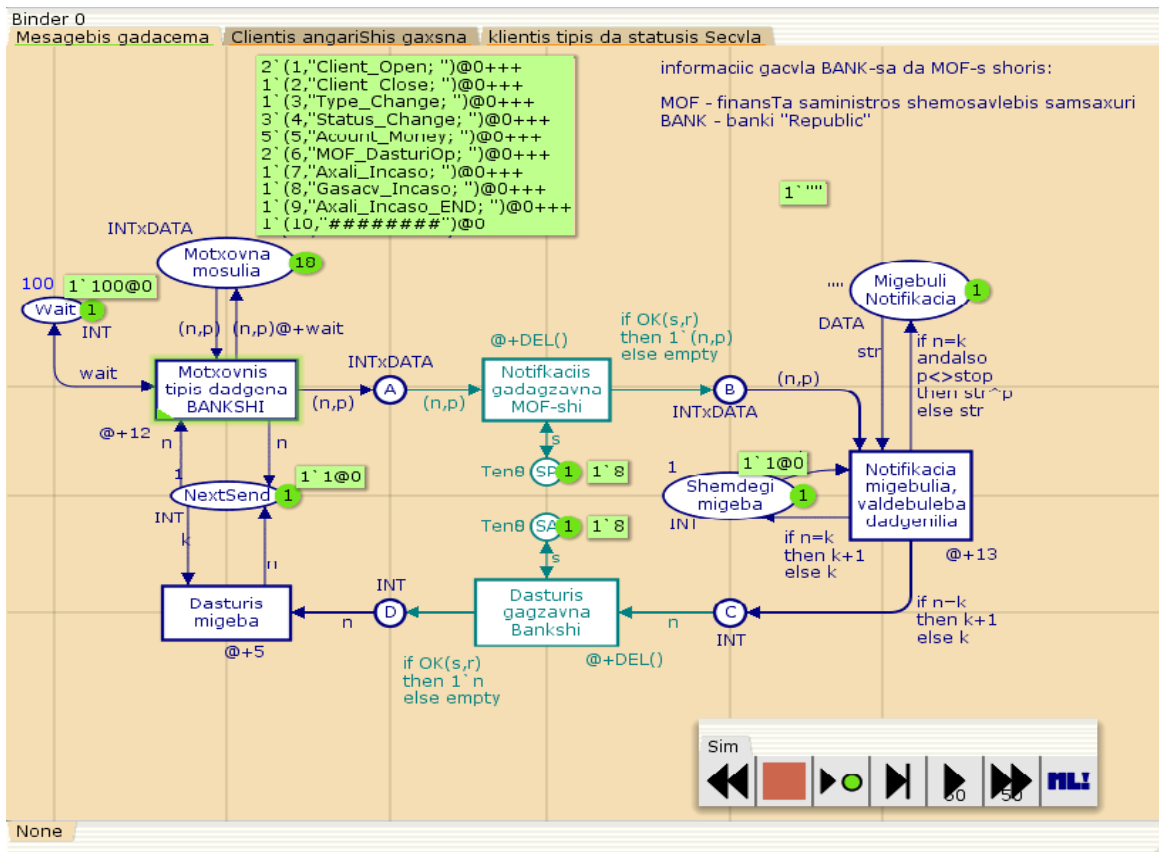 Binder 0
Mesagebis gadacema
Clientis angariShis gaxsna
klientis tipis da statusis Secvla
2`(1,"Client_Open; ")@0+++
1`(2,"Client_Close; ")@0+++
1`(3,"Type_Change; ")@0+++
3`(4,"Status_Change; ")@0+++
5`(5,"Acount_Money; ")@0+++
2`(6,"MOF_DasturiOp; ")@0+++
1`(7,"Axali_Incaso; ")@0+++
1`(8,"Gasacv_Incaso; ")@0+++
1`(9,"Axali_Incaso_END; ")@0+++
1`(10,"########")@0
informaciic gacvla BANK-sa da MOF-s shoris:
MOF - finansTa saministros shemosavlebis samsaxuri
BANK - banki "Republic"
1`""
INTxDATA
Motxovna
mosulia
18
100
1`100@0
Wait
1
INT
(n,p)
(n,p)@+wait
wait
Motxovnis
tipis dadgena
BANKSHI
@+12
INTxDATA
(n,p)
A
(n,p)
@+DEL()
Notifkaciis
gadagzavna
MOF-shi
if OK(s,r)
then 1`(n,p)
else empty
B
INTxDATA
(n,p)
""
Migebuli
Notifikacia
1
DATA
str
if n=k
andalso
p<>stop
then str^p
else str
n
n
1
NextSend
1
1`1@0
INT
k
n
s
Ten0
SP
1
1`8
Ten0
SA
1
1`8
s
1
1`1@0
Shemdegi
migeba
1
INT
if n=k
then k+1
else k
Notifikacia
migebulia,
valdebuleba
dadgenilia
@+13
Dasturis
migeba
@+5
n
INT
D
Dasturis
gagzavna
Bankshi
@+DEL()
if OK(s,r)
then 1`n
else empty
n
C
INT
if n=k
then k+1
else k
Sim
50
50
ML!
None